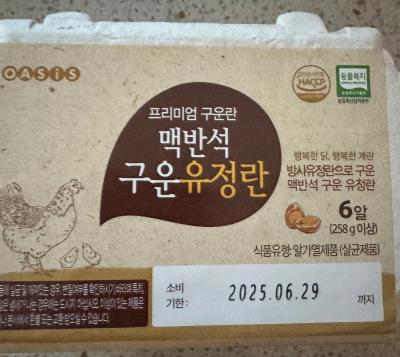 OASIS
HACCP
동물복지
프리미엄 구운란
맥반석
구운유정란
행복한 닭, 행복한 계란
방사유정란으로 구운
맥반석 구운 유정란
6알
(258 g 이상)
식품유형: 알가열제품 (살균제품)
소비
기한:
2025.06.29
까지